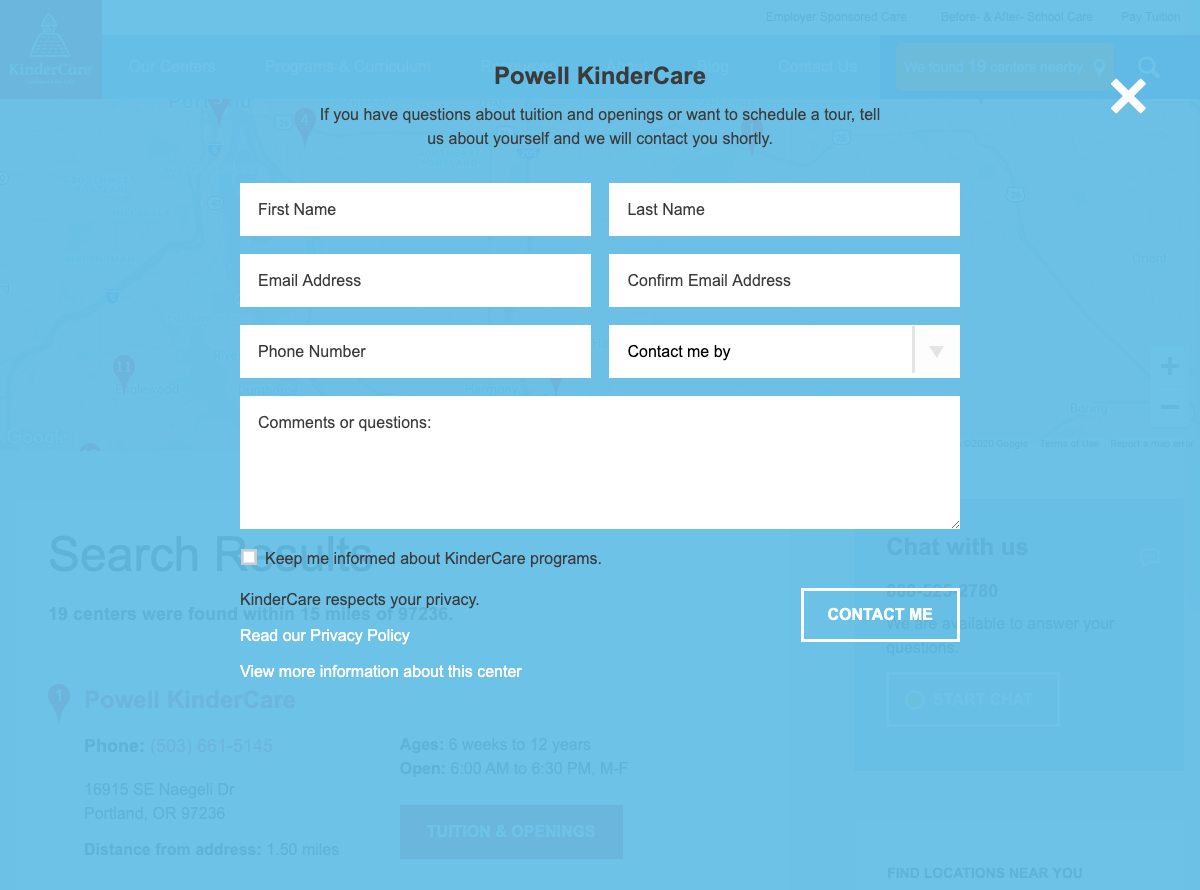 Employer Sponsored Care Before- & After- School Care Pay Tuition
KinderCare
Our Centers Programs & Curriculum Blog Contact Us
We found 19 centers nearby
Powell KinderCare
If you have questions about tuition and openings or want to schedule a tour, tell
us about yourself and we will contact you shortly.
4
First Name
Last Name
Email Address
Confirm Email Address
Phone Number
Contact me by
11
Comments or questions:
Google
©2020 Google Terms of Use Report a map error
Search Results
Keep me informed about KinderCare programs.
19 centers were found within 15 miles of 97236.
KinderCare respects your privacy.
Read our Privacy Policy
View more information about this center
CONTACT ME
Chat with us
888-525-2780
We are available to answer your
questions.
START CHAT
1
Powell KinderCare
Phone: (503) 661-5145
16915 SE Naegeli Dr
Portland, OR 97236
Distance from address: 1.50 miles
Ages: 6 weeks to 12 years
Open: 6:00 AM to 6:30 PM, M-F
TUITION & OPENINGS
FIND LOCATIONS NEAR YOU